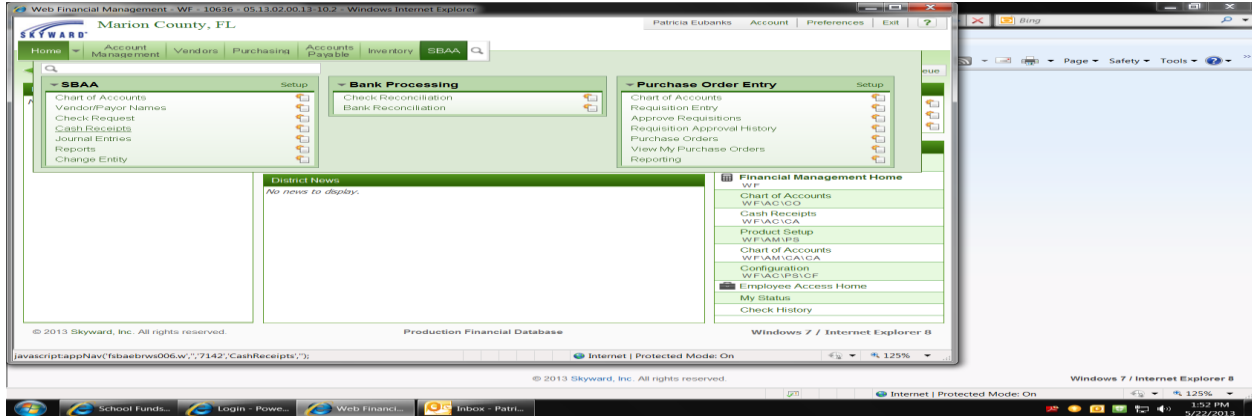 Web Financial Management - WF - 10636 - 05.13.02.00.13-10.2 - Windows Internet Explorer
SKYWARD
Marion County, FL
Patricia Eubanks Account Preferences Exit ?
Bing
Home Account Management Vendors Purchasing Accounts Payable Inventory SBAA
Page Safety Tools
SBAA Setup
Chart of Accounts
Vendor/Payor Names
Check Request
Cash Receipts
Journal Entries
Reports
Change Entity
Bank Processing
Check Reconciliation
Bank Reconciliation
Purchase Order Entry Setup
Chart of Accounts
Requisition Entry
Approve Requisitions
Requisition Approval History
Purchase Orders
View My Purchase Orders
Reporting
District News
No news to display.
Financial Management Home
WF
Chart of Accounts
WF\AC\CO
Cash Receipts
WF\AC\CA
Product Setup
WF\AM\PS
Chart of Accounts
WF\AM\CA\CA
Configuration
WF\AC\PS\CF
Employee Access Home
My Status
Check History
© 2013 Skyward, Inc. All rights reserved. Production Financial Database Windows 7 / Internet Explorer 8
javascript:appNav('fsbaebrws006.w','','7142','CashReceipts','');
Internet | Protected Mode: On 125%
© 2013 Skyward, Inc. All rights reserved. Windows 7 / Internet Explorer 8
Internet | Protected Mode: On 125%
School Funds... Login - Powe... Web Financi... Inbox - Patri...
1:52 PM
5/22/2013